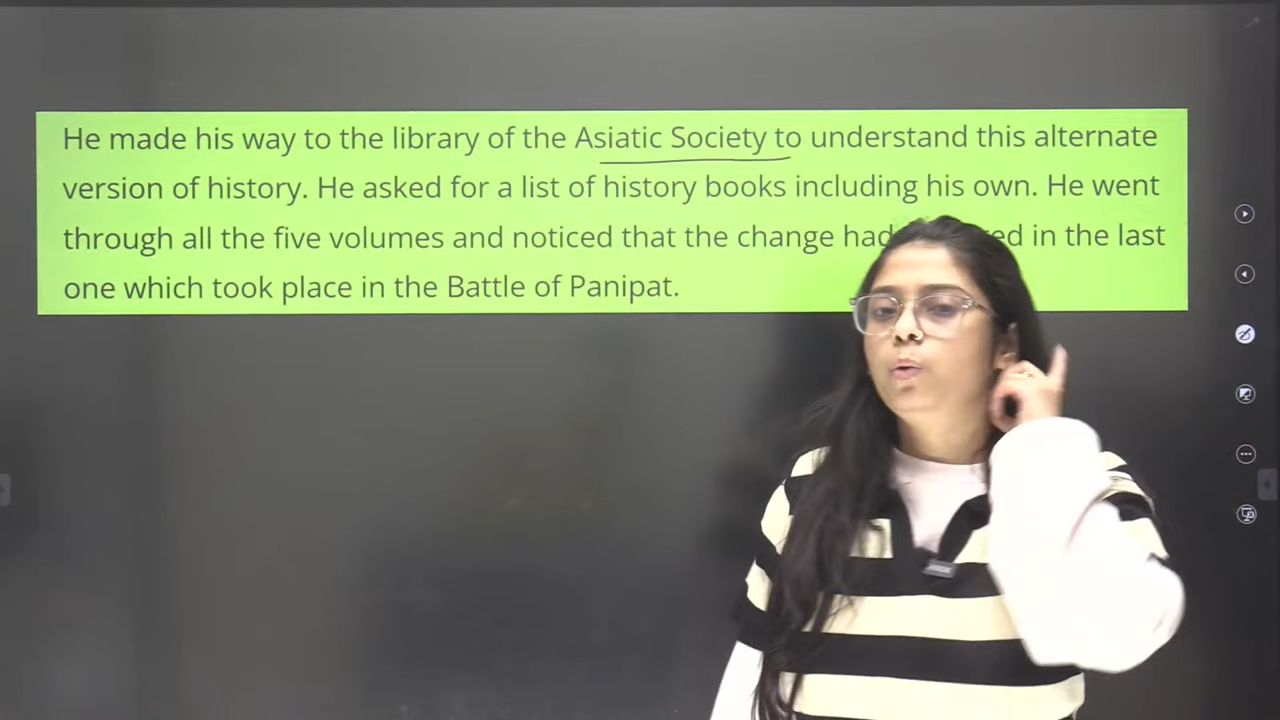 He made his way to the library of the Asiatic Society to understand this alternate
version of history. He asked for a list of history books including his own. He went
through all the five volumes and noticed that the change had in the last
one which took place in the Battle of Panipat.